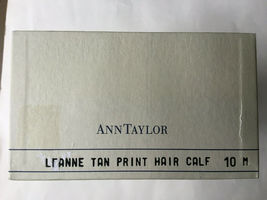 ANNTAYLOR
LEANNE TAN PRINT HAIR CALF 10 M